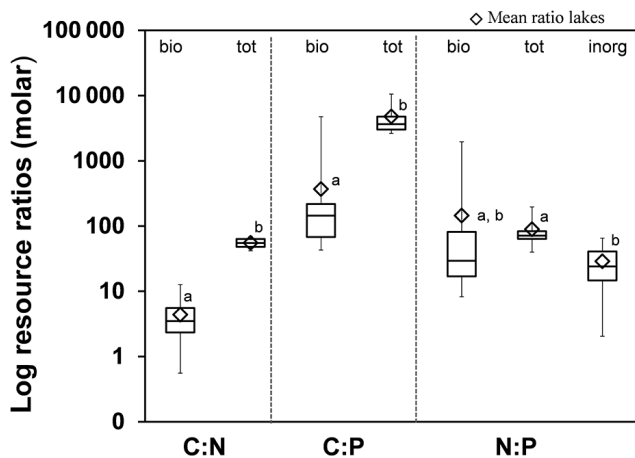 ◇ Mean ratio lakes
100 000
bio tot bio tot bio tot inorg
10 000
b
1000
a
a, b
a
100
b
b
10
a
1
0
C:N C:P N:P
Log resource ratios (molar)